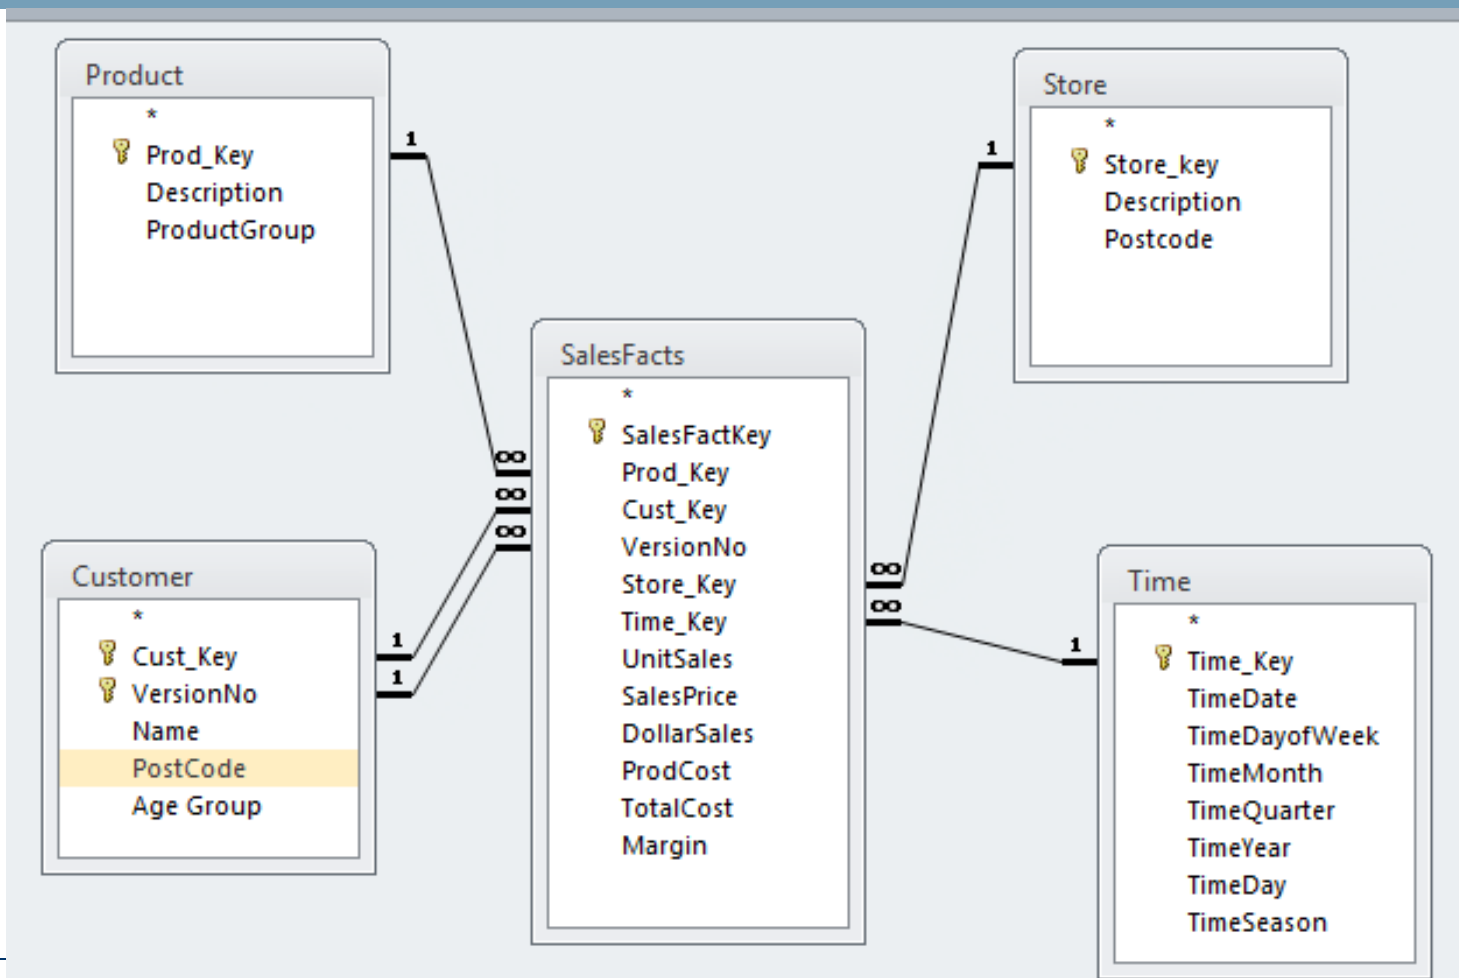 Product
*
Prod_Key
Description
ProductGroup
1
Store
*
Store_key
Description
Postcode
1
SalesFacts
*
SalesFactKey
Prod_Key
Cust_Key
VersionNo
Store_Key
Time_Key
UnitSales
SalesPrice
DollarSales
ProdCost
TotalCost
Margin
∞
∞
∞
∞
∞
Customer
*
Cust_Key
VersionNo
Name
PostCode
Age Group
1
1
Time
*
Time_Key
TimeDate
TimeDayofWeek
TimeMonth
TimeQuarter
TimeYear
TimeDay
TimeSeason
1